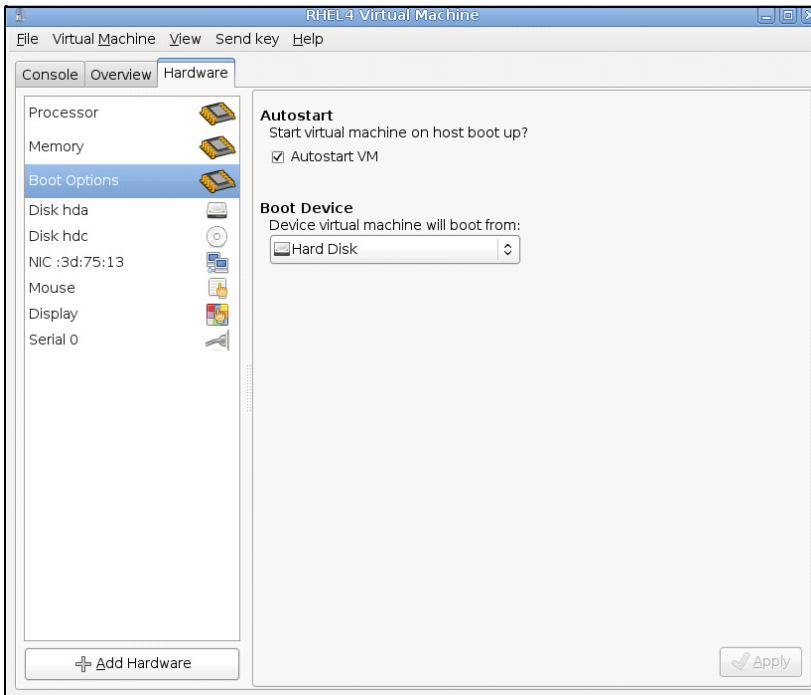 RHEL4 Virtual Machine
File Virtual Machine View Send key Help
Console Overview Hardware
Processor
Memory
Boot Options
Disk hda
Disk hdc
NIC :3d:75:13
Mouse
Display
Serial 0
Add Hardware
Autostart
Start virtual machine on host boot up?
Autostart VM
Boot Device
Device virtual machine will boot from:
Hard Disk
Apply